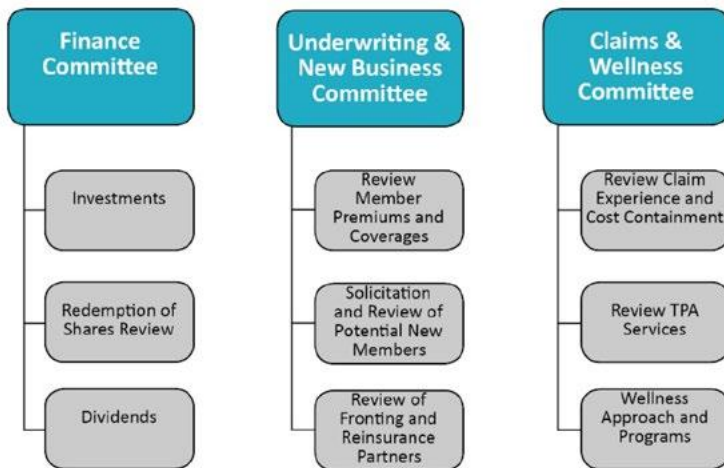 Finance
Committee
Investments
Redemption of
Shares Review
Dividends
Underwriting &
New Business
Committee
Review
Member
Premiums and
Coverages
Solicitation
and Review of
Potential New
Members
Review of
Fronting and
Reinsurance
Partners
Claims &
Wellness
Committee
Review Claim
Experience and
Cost Containment
Review TPA
Services
Wellness
Approach and
Programs